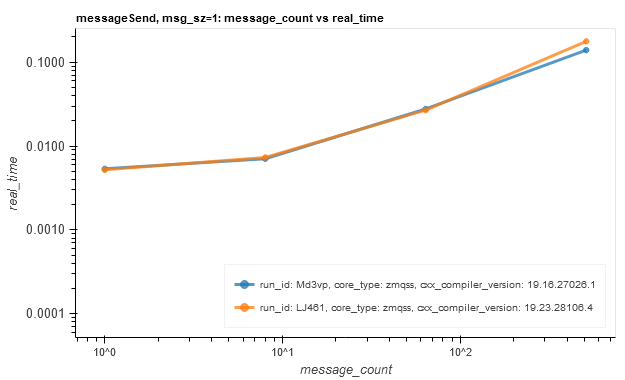 messageSend, msg_sz=1: message_count vs real_time
0.1000
0.0100
0.0010
0.0001
real_time
run_id: Md3vp, core_type: zmqss, cxx_compiler_version: 19.16.27026.1
run_id: LJ461, core_type: zmqss, cxx_compiler_version: 19.23.28106.4
10^0 10^1 10^2
message_count